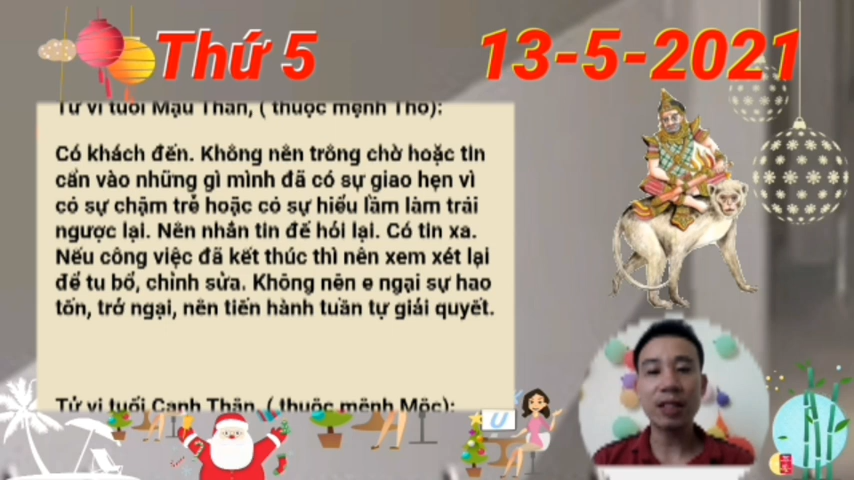 Thứ 5
13-5-2021
Tử vi tuổi Mậu Thân, ( thuộc mệnh Thổ):
Có khách đến. Không nên trông chờ hoặc tin
cẩn vào những gì mình đã có sự giao hẹn vì
có sự chậm trễ hoặc có sự hiểu lầm làm trái
ngược lại. Nên nhắn tin để hỏi lại. Có tin xa.
Nếu công việc đã kết thúc thì nên xem xét lại
để tu bổ, chỉnh sửa. Không nên e ngại sự hao
tốn, trở ngại, nên tiến hành tuần tự giải quyết.
Tử vi tuổi Canh Thân, ( thuộc mệnh Mộc):
U